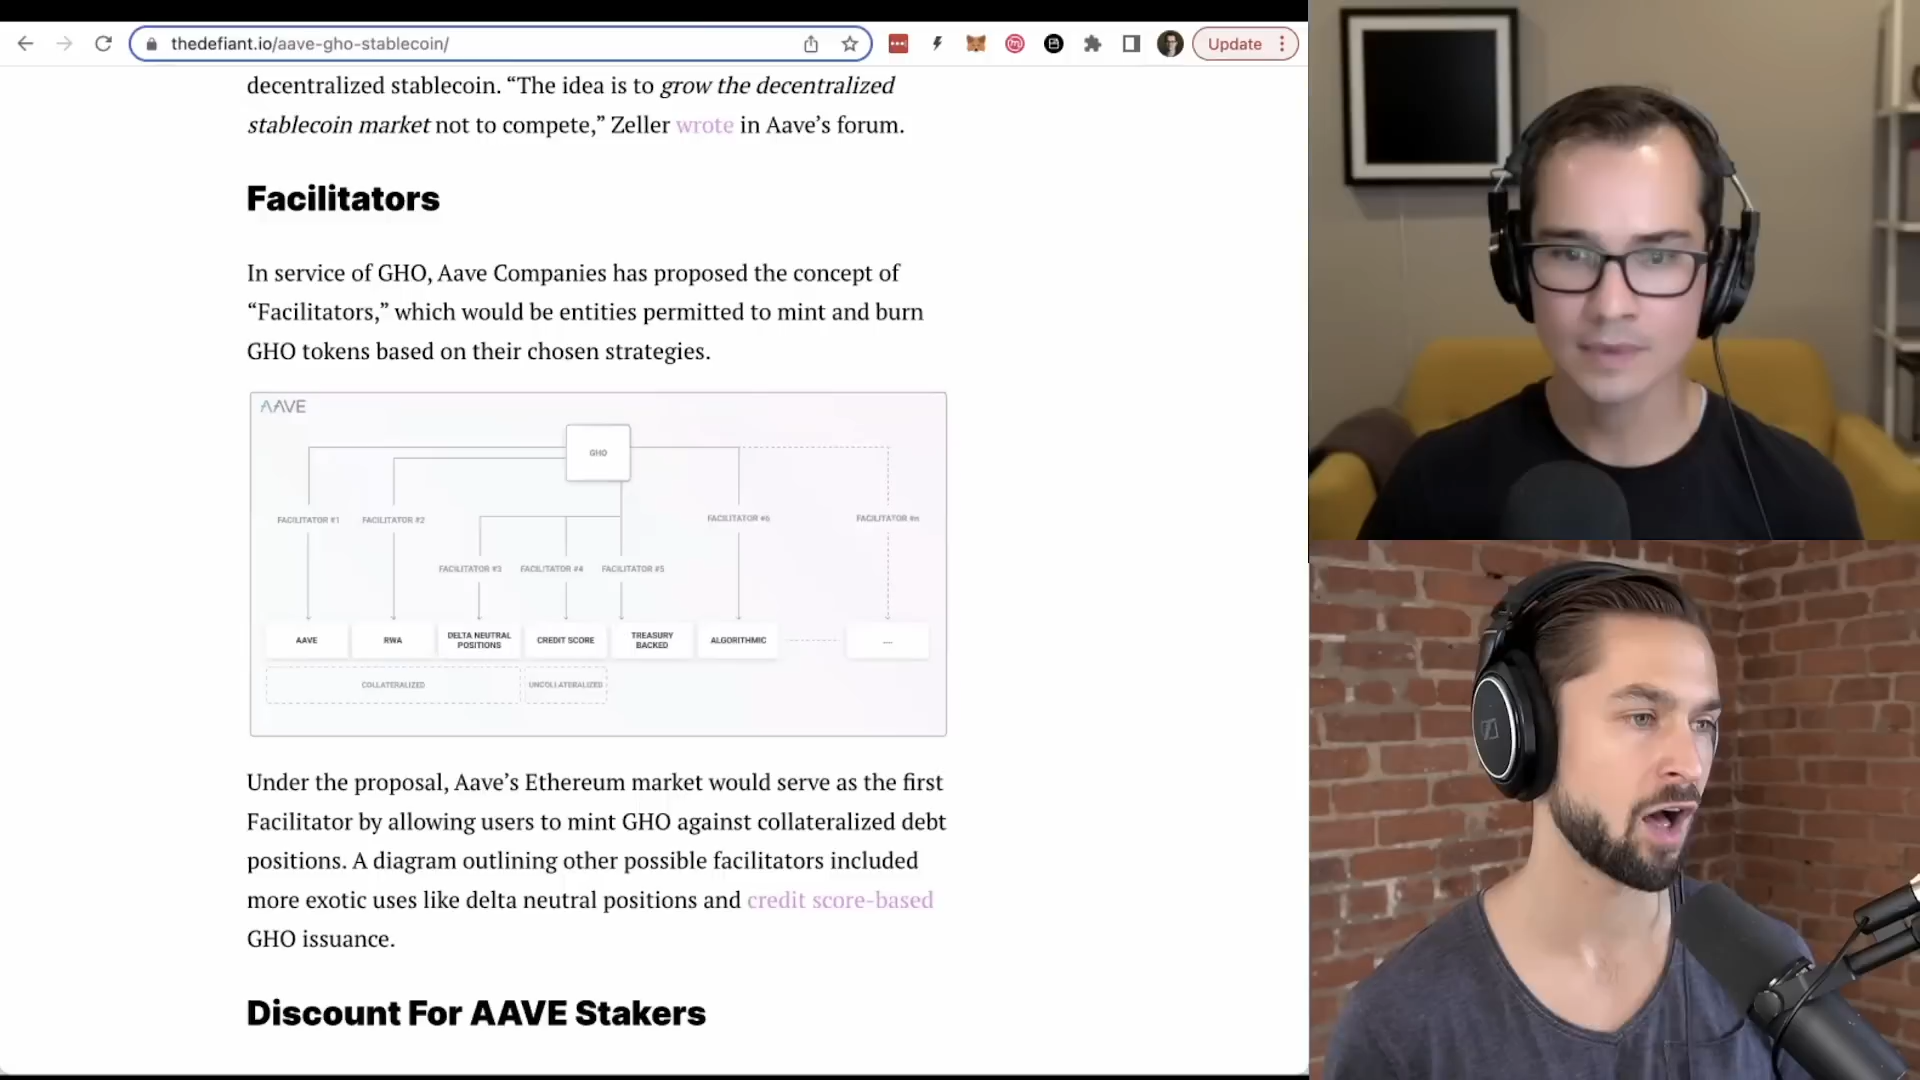 thedefiant.io/aave-gho-stablecoin/
Update
decentralized stablecoin. “The idea is to grow the decentralized
stablecoin market not to compete,” Zeller wrote in Aave’s forum.
Facilitators
In service of GHO, Aave Companies has proposed the concept of
“Facilitators,” which would be entities permitted to mint and burn
GHO tokens based on their chosen strategies.
AAVE
GHO
FACILITATOR #1
FACILITATOR #2
FACILITATOR #6
FACILITATOR #n
FACILITATOR #3
FACILITATOR #4
FACILITATOR #5
AAVE
RWA
DELTA NEUTRAL
POSITIONS
CREDIT SCORE
TREASURY
BACKED
ALGORITHMIC
...
COLLATERALIZED
UNCOLLATERALIZED
Under the proposal, Aave’s Ethereum market would serve as the first
Facilitator by allowing users to mint GHO against collateralized debt
positions. A diagram outlining other possible facilitators included
more exotic uses like delta neutral positions and credit score-based
GHO issuance.
Discount For AAVE Stakers